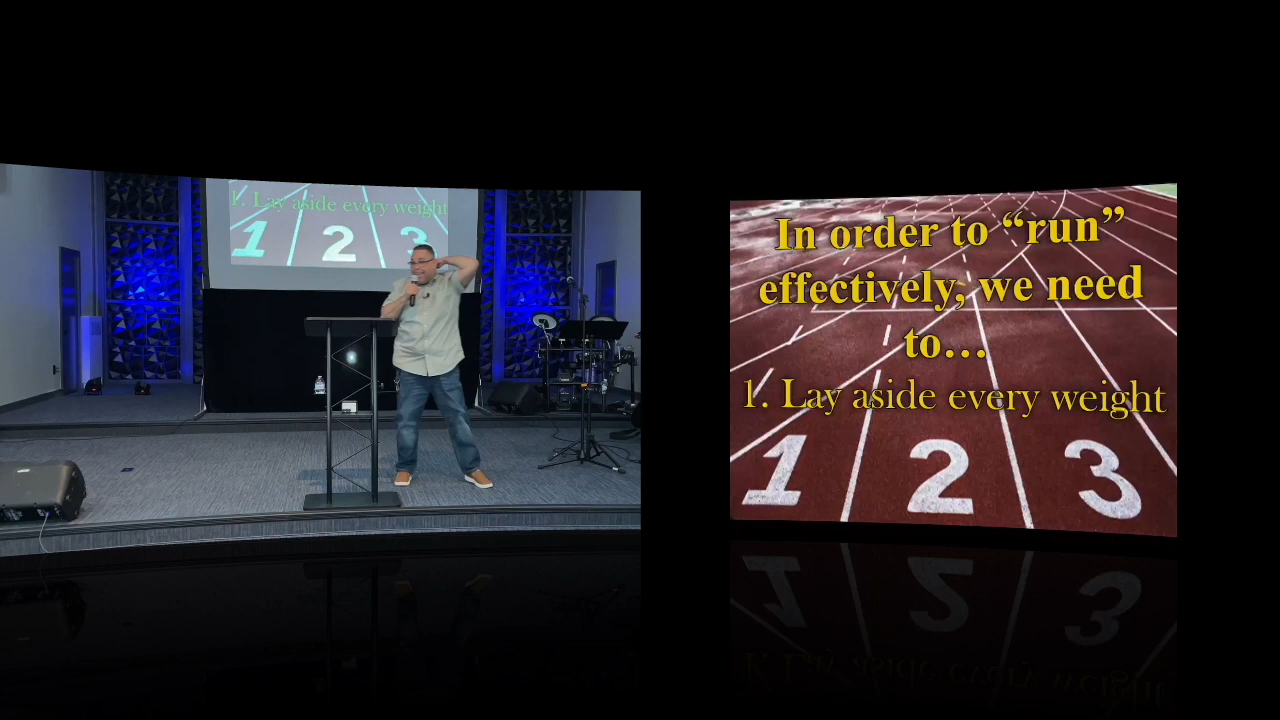 1. Lay aside every weight
1 2 3
In order to “run”
effectively, we need
to…
1. Lay aside every weight
1 2 3